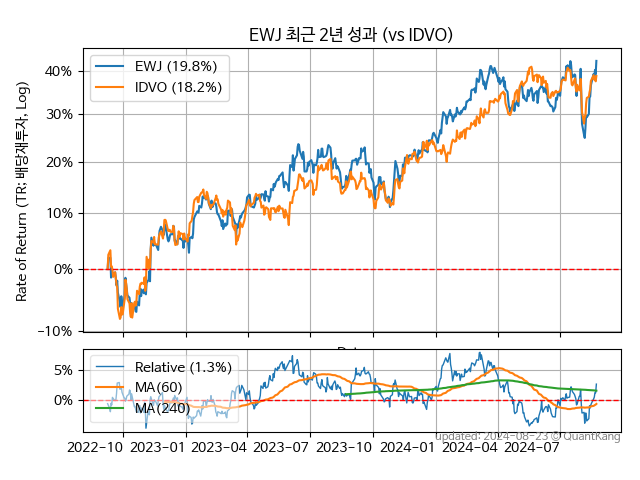 EWJ 최근 2년 성과 (vs IDVO)
Rate of Return (TR: 배당재투자, Log)
EWJ (19.8%)
IDVO (18.2%)
40%
30%
20%
10%
0%
−10%
Relative (1.3%)
MA(60)
MA(240)
5%
0%
2022-10 2023-01 2023-04 2023-07 2023-10 2024-01 2024-04 2024-07
updated: 2024-08-23 © QuantKang